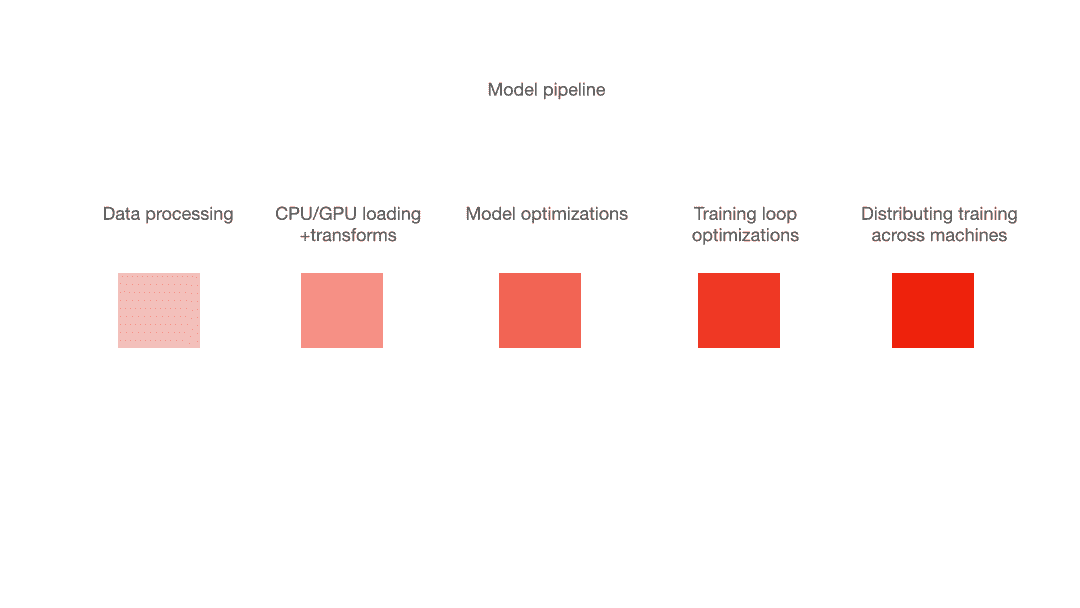 Model pipeline
Data processing
CPU/GPU loading
+transforms
Model optimizations
Training loop
optimizations
Distributing training
across machines